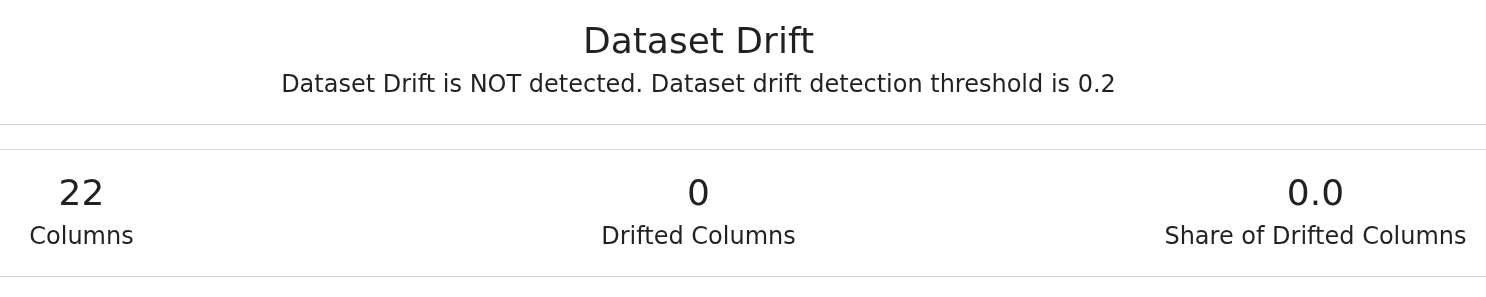 Dataset Drift
Dataset Drift is NOT detected. Dataset drift detection threshold is 0.2
22
0
0.0
Columns
Drifted Columns
Share of Drifted Columns